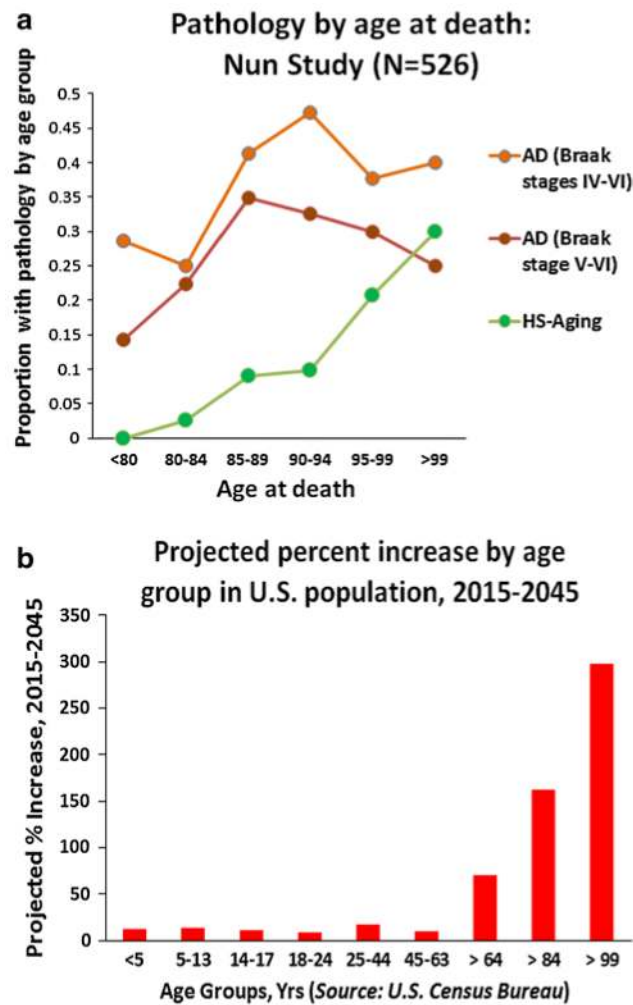 a
Pathology by age at death:
Nun Study (N=526)
Proportion with pathology by age group
0.5
0.45
0.4
0.35
0.3
0.25
0.2
0.15
0.1
0.05
0
<80 80-84 85-89 90-94 95-99 >99
Age at death
AD (Braak
stages IV-VI)
AD (Braak
stage V-VI)
HS-Aging
b
Projected percent increase by age
group in U.S. population, 2015-2045
Projected % Increase, 2015-2045
350
300
250
200
150
100
50
0
<5 5-13 14-17 18-24 25-44 45-63 > 64 > 84 > 99
Age Groups, Yrs (Source: U.S. Census Bureau)